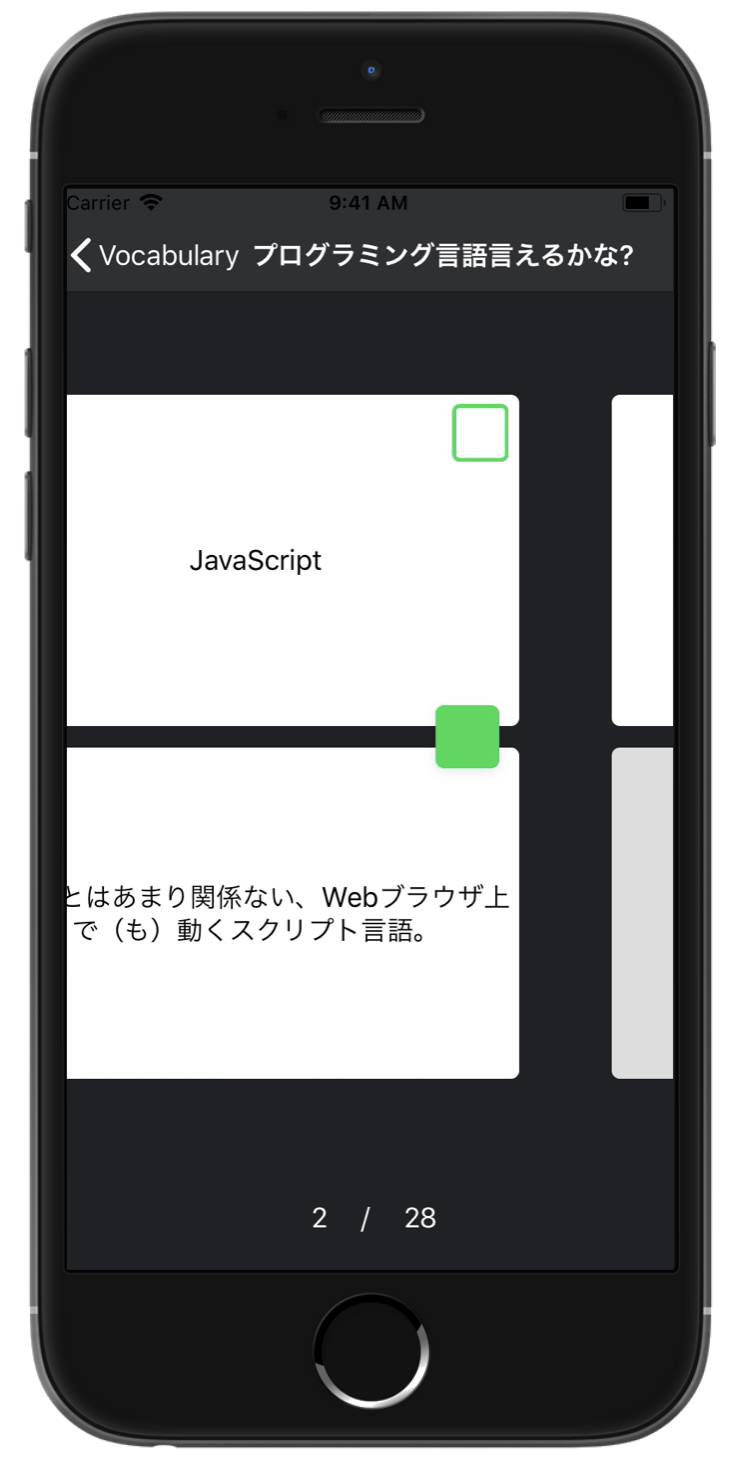 Carrier 9:41 AM
Vocabulary プログラミング言語言えるかな?
JavaScript
とはあまり関係ない、Webブラウザ上
で（も）動くスクリプト言語。
2 / 28